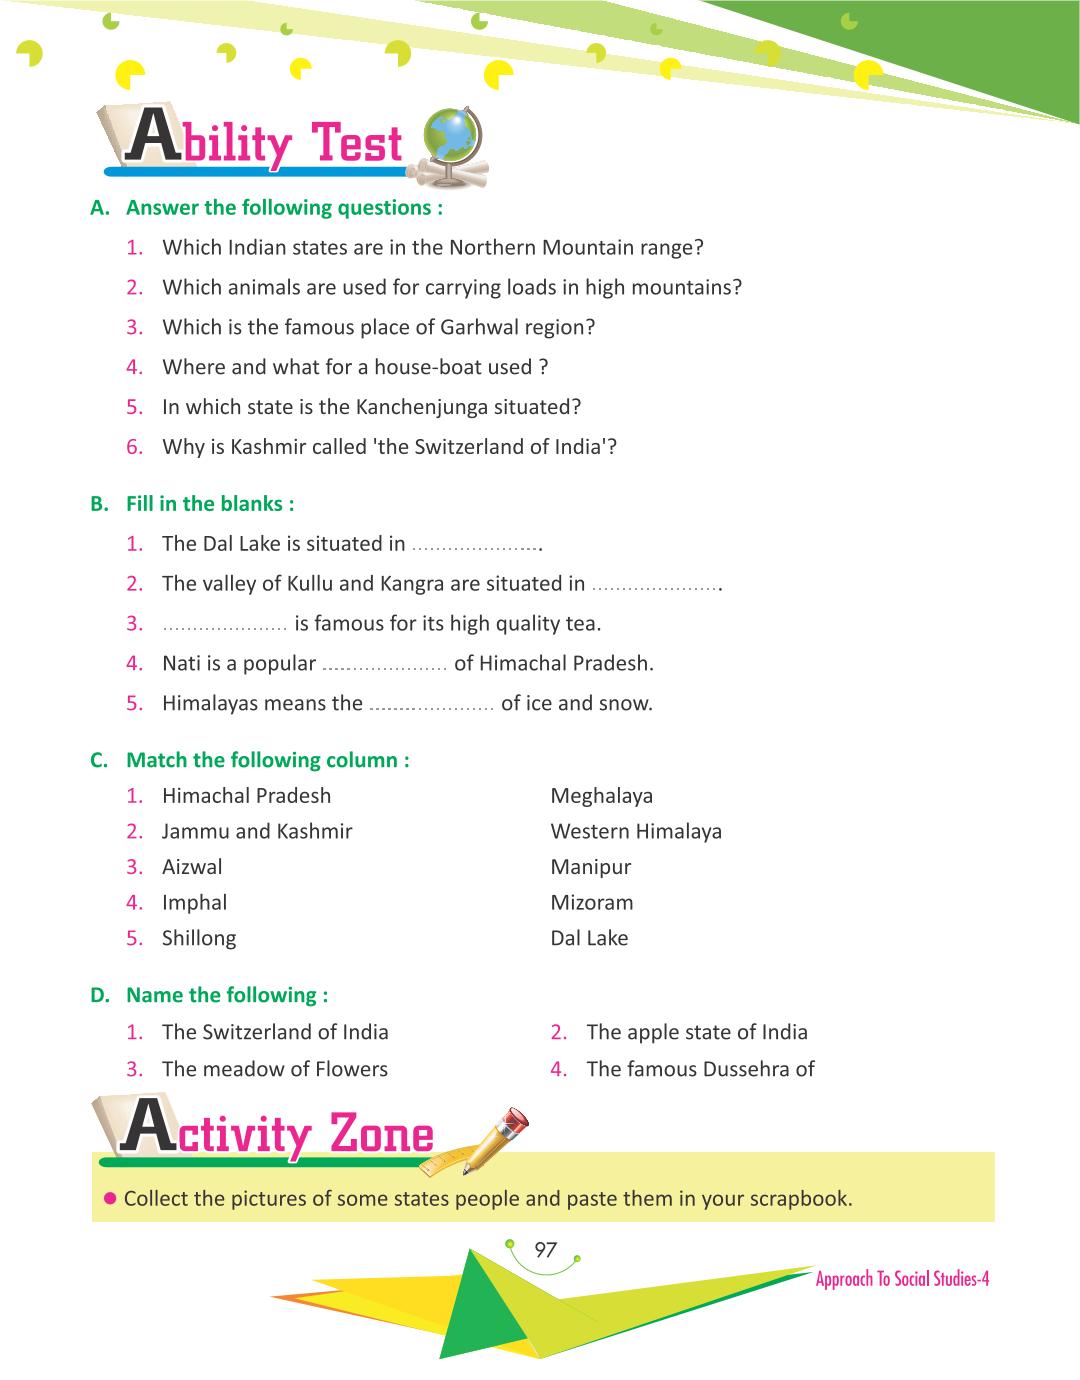 Ability Test
A. Answer the following questions :
1. Which Indian states are in the Northern Mountain range?
2. Which animals are used for carrying loads in high mountains?
3. Which is the famous place of Garhwal region?
4. Where and what for a house-boat used ?
5. In which state is the Kanchenjunga situated?
6. Why is Kashmir called 'the Switzerland of India'?
B. Fill in the blanks :
1. The Dal Lake is situated in ......................
2. The valley of Kullu and Kangra are situated in ......................
3. ..................... is famous for its high quality tea.
4. Nati is a popular ..................... of Himachal Pradesh.
5. Himalayas means the ..................... of ice and snow.
C. Match the following column :
1. Himachal Pradesh Meghalaya
2. Jammu and Kashmir Western Himalaya
3. Aizwal Manipur
4. Imphal Mizoram
5. Shillong Dal Lake
D. Name the following :
1. The Switzerland of India 2. The apple state of India
3. The meadow of Flowers 4. The famous Dussehra of
Activity Zone
● Collect the pictures of some states people and paste them in your scrapbook.
97
Approach To Social Studies-4